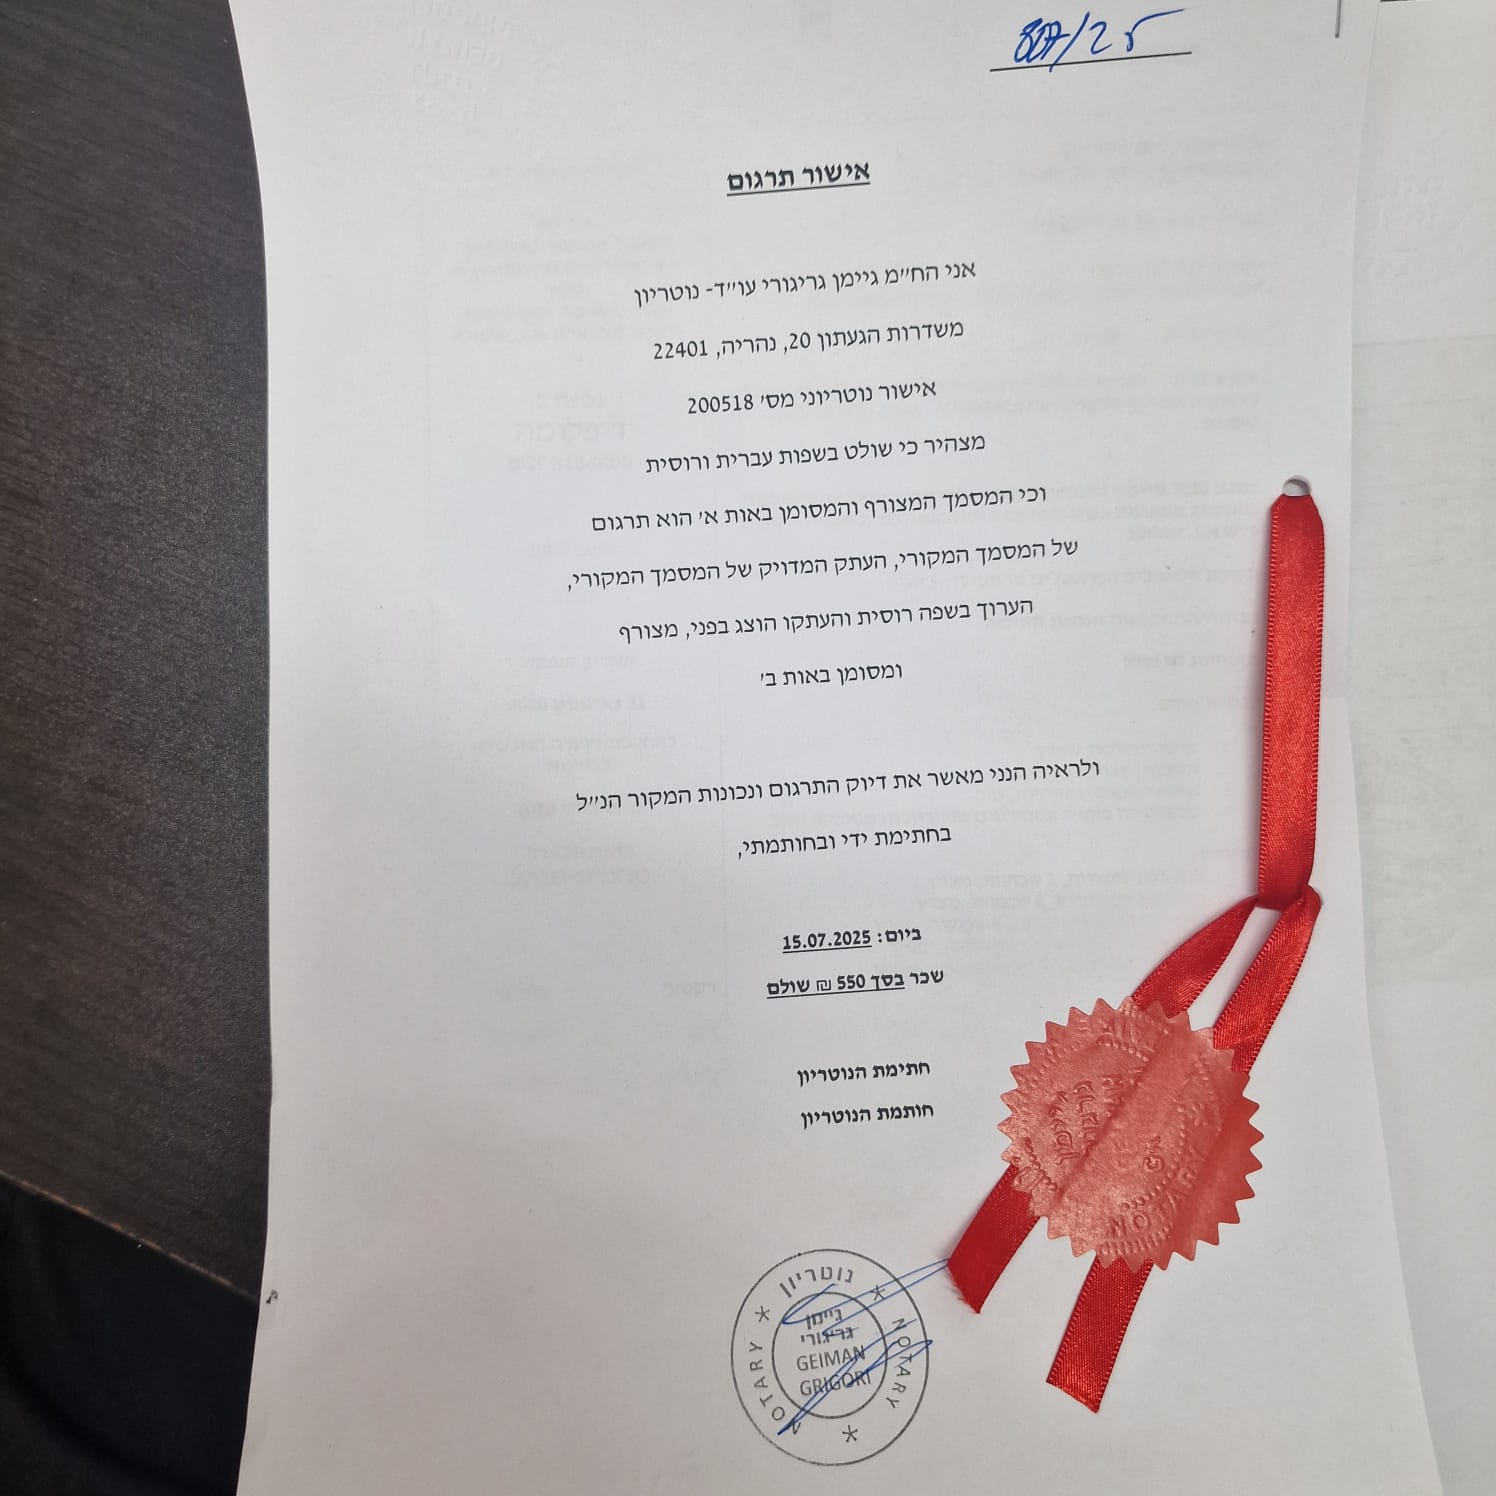 807/25
אישור תרגום
אני הח״מ גיימן גריגורי עו״ד- נוטריון
משדרות הגעתון 20, נהריה, 22401
אישור נוטריוני מס׳ 200518
מצהיר כי שולט בשפות עברית ורוסית
וכי המסמך המצורף והמסומן באות א׳ הוא תרגום
של המסמך המקורי, העתק המדויק של המסמך המקורי,
הערוך בשפה רוסית והעתקו הוצג בפני, מצורף
ומסומן באות ב׳
ולראיה הנני מאשר את דיוק התרגום ונכונות המקור הנ״ל
בחתימת ידי ובחותמתי,
ביום: 15.07.2025
שכר בסך 550 ₪ שולם
חתימת הנוטריון
חותמת הנוטריון
NOTARY
נוטריון
NOTARY
גיימן
גריגורי
GEIMAN
GRIGORI